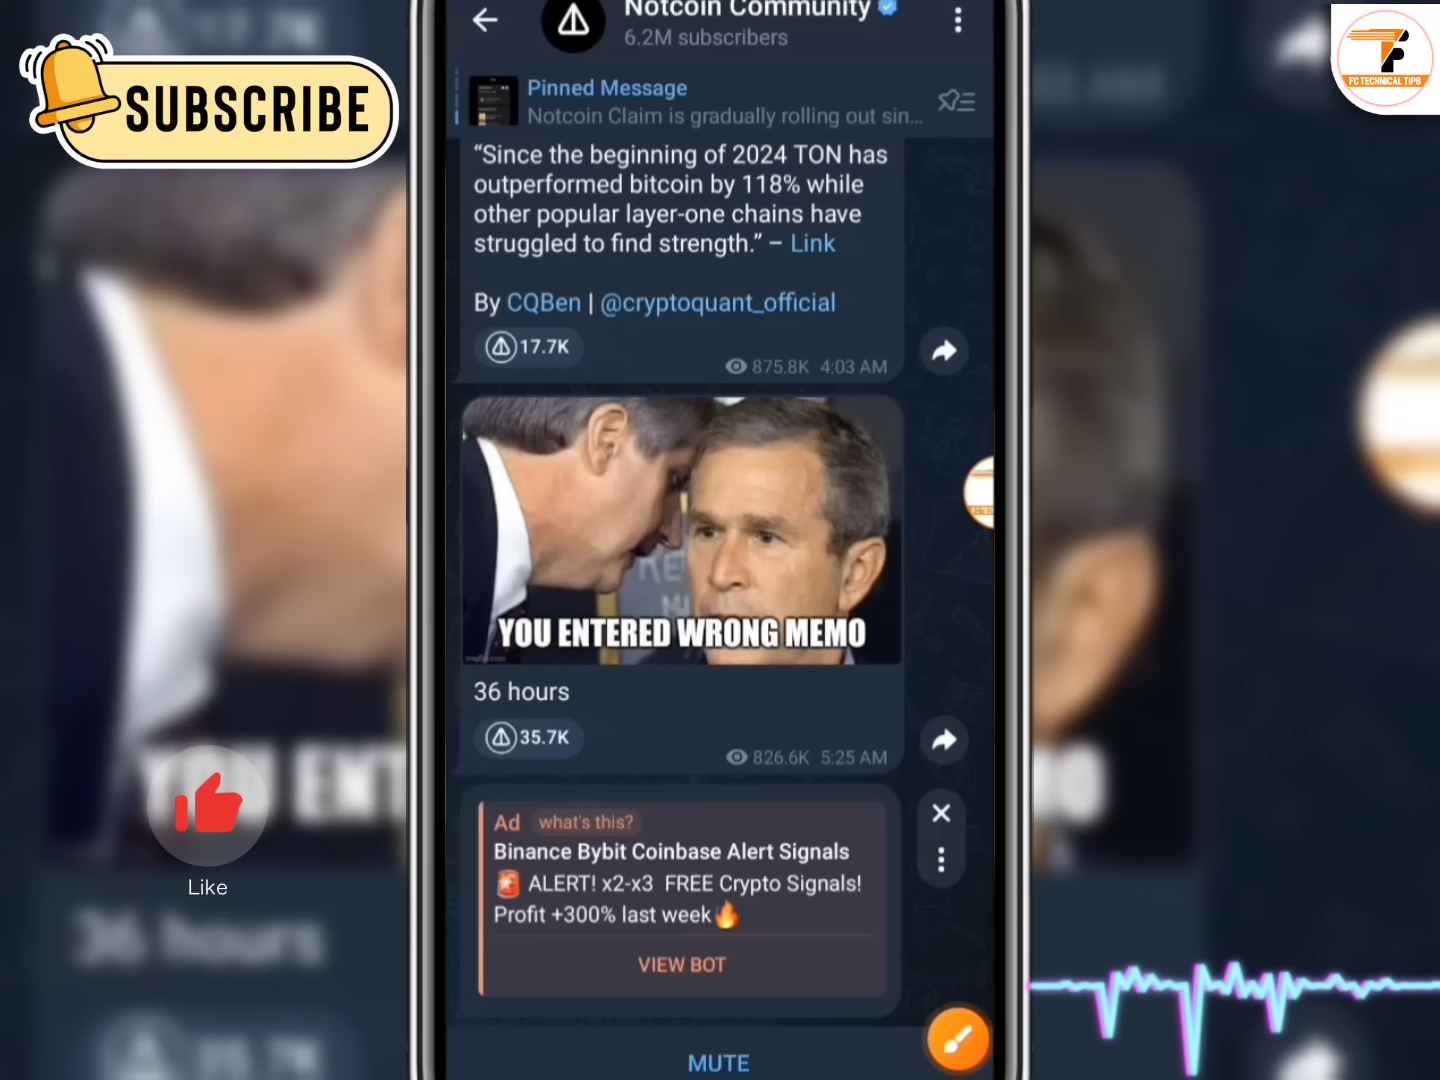 SUBSCRIBE
FC TECHNICAL TIPS
Notcoin Community
6.2M subscribers
Pinned Message
Notcoin Claim is gradually rolling out sin...
“Since the beginning of 2024 TON has
outperformed bitcoin by 118% while
other popular layer-one chains have
struggled to find strength.” – Link
By CQBen | @cryptoquant_official
17.7K
875.8K 4:03 AM
YOU ENTERED WRONG MEMO
36 hours
35.7K
826.6K 5:25 AM
Ad what's this?
Binance Bybit Coinbase Alert Signals
🚨 ALERT! x2-x3 FREE Crypto Signals!
Profit +300% last week🔥
VIEW BOT
MUTE
Like